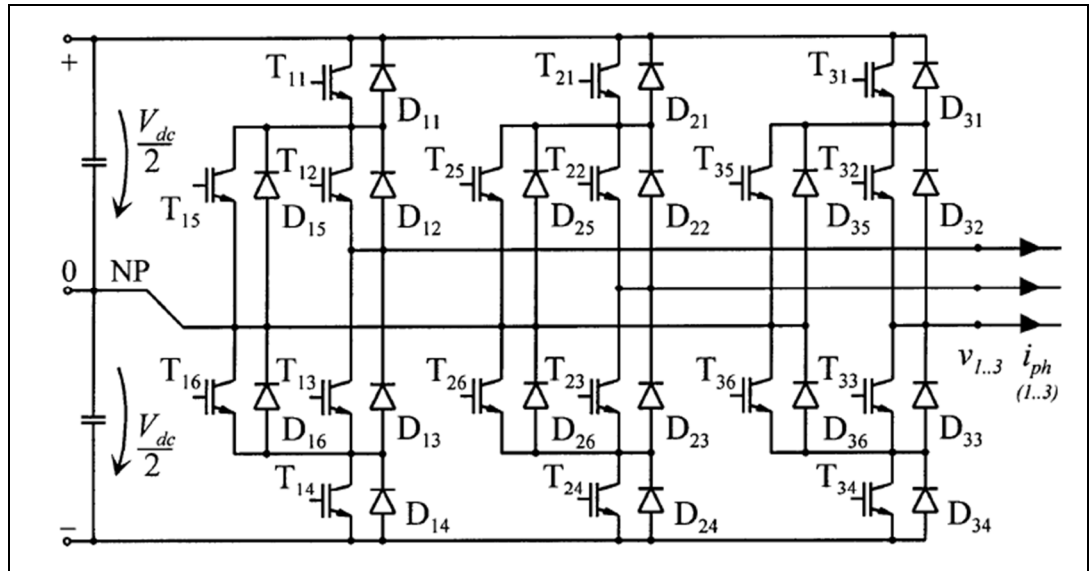 T11 D11 T21 D21 T31 D31
+
Vdc/2
T15 T12 D15 D12 T25 T22 D25 D22 T35 T32 D35 D32
0 NP
T16 T13 D16 D13 T26 T23 D26 D23 T36 T33 D36 D33
v1..3 iph
(1..3)
Vdc/2
T14 D14 T24 D24 T34 D34
−